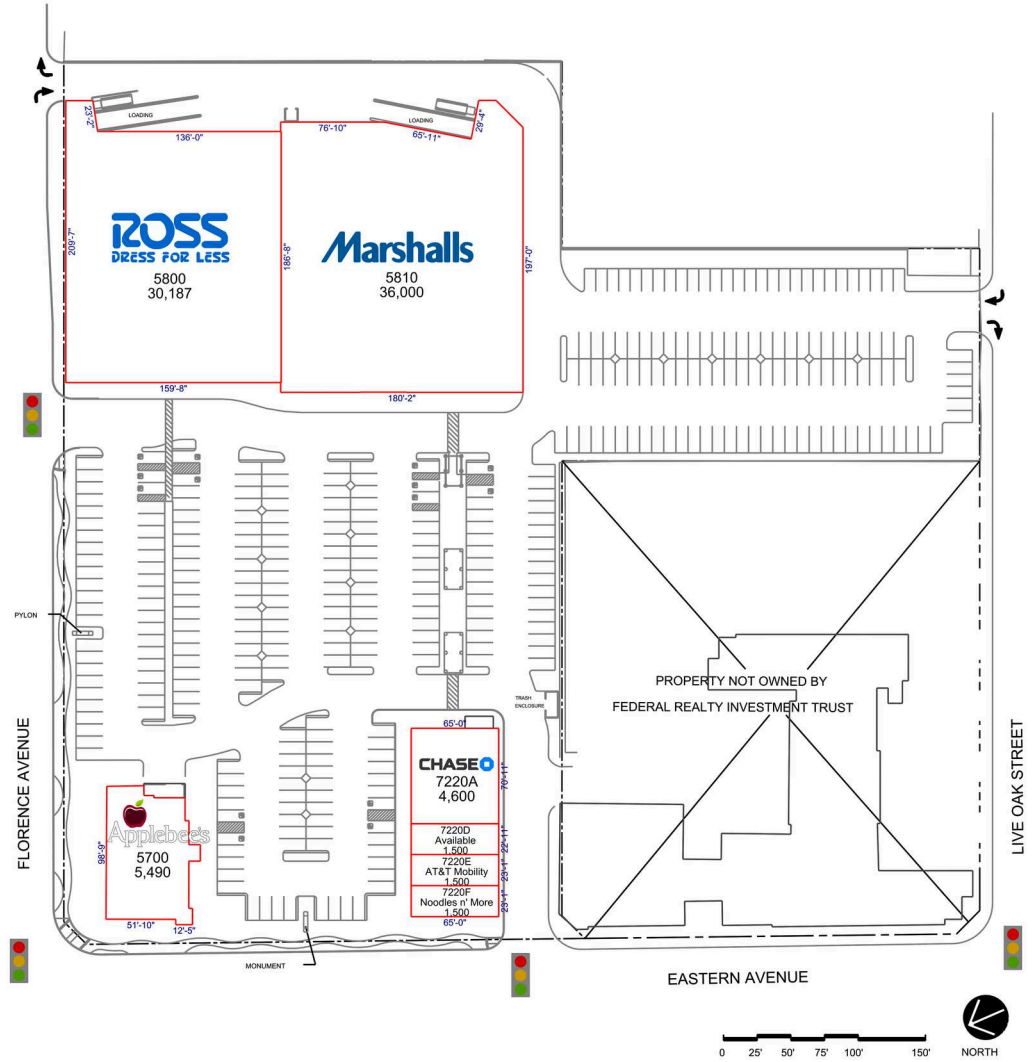 LOADING
LOADING
23'-2"
136'-0"
76'-10"
65'-11"
29'-4"
209'-7"
186'-8"
197'-0"
ROSS
DRESS FOR LESS
5800
30,187
Marshalls
5810
36,000
159'-8"
180'-2"
PYLON
TRASH
ENCLOSURE
PROPERTY NOT OWNED BY
FEDERAL REALTY INVESTMENT TRUST
FLORENCE AVENUE
LIVE OAK STREET
65'-0"
CHASE
7220A
4,600
70'-11"
7220D
Available
1,500
22'-11"
7220E
AT&T Mobility
1,500
23'-1"
7220F
Noodles n' More
1,500
23'-1"
65'-0"
Applebee's
5700
5,490
98'-9"
51'-10"
12'-5"
MONUMENT
EASTERN AVENUE
0 25' 50' 75' 100' 150'
NORTH